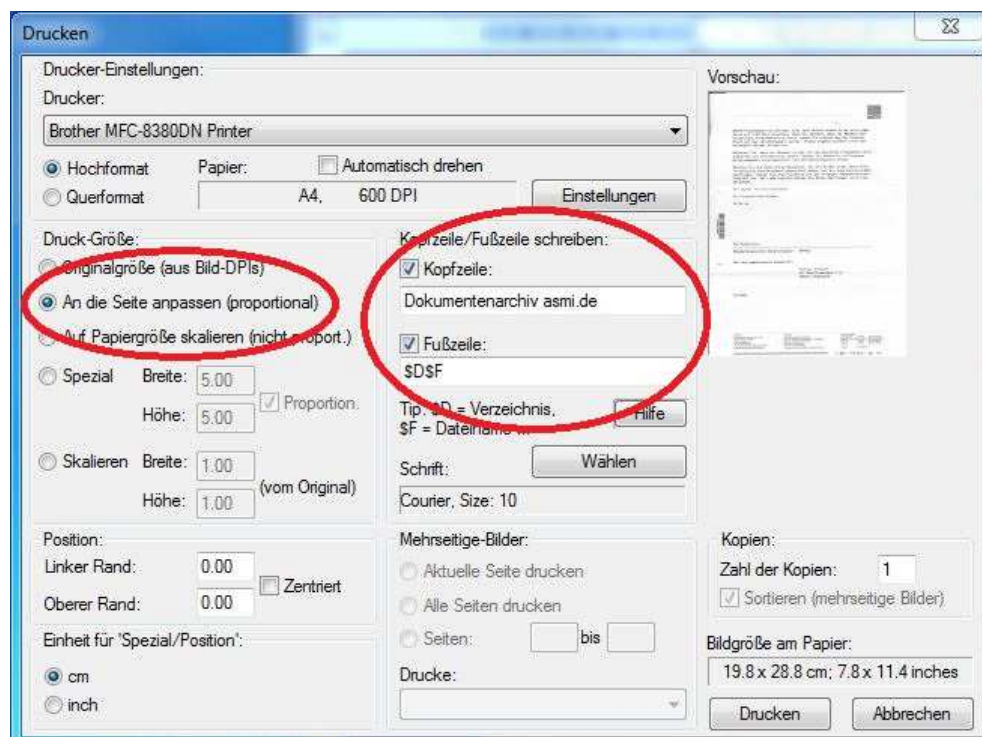 Drucken
Drucker-Einstellungen:
Drucker:
Brother MFC-8380DN Printer
Hochformat
Papier:
Automatisch drehen
Querformat
A4, 600 DPI
Einstellungen
Druck-Größe:
Originalgröße (aus Bild-DPIs)
An die Seite anpassen (proportional)
Auf Papiergröße skalieren (nicht proport.)
Spezial Breite: 5.00
Höhe: 5.00
Proportion.
Skalieren Breite: 1.00
Höhe: 1.00
(vom Original)
Kopfzeile/Fußzeile schreiben:
Kopfzeile:
Dokumentenarchiv asmi.de
Fußzeile:
$D$F
Tip: $D = Verzeichnis,
$F = Dateiname ...
Hilfe
Schrift:
Wählen
Courier, Size: 10
Position:
Linker Rand: 0.00
Oberer Rand: 0.00
Zentriert
Einheit für 'Spezial/Position':
cm
inch
Mehrseitige-Bilder:
Aktuelle Seite drucken
Alle Seiten drucken
Seiten: bis
Drucke:
Vorschau:
Kopien:
Zahl der Kopien: 1
Sortieren (mehrseitige Bilder)
Bildgröße am Papier:
19.8 x 28.8 cm; 7.8 x 11.4 inches
Drucken
Abbrechen